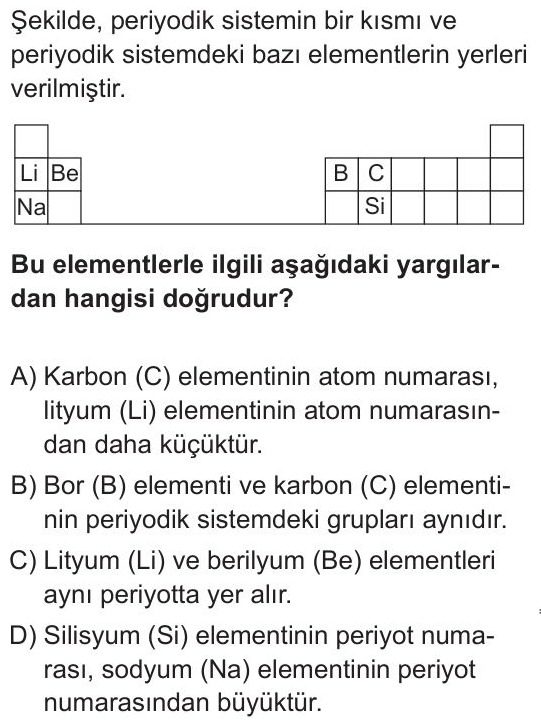 Şekilde, periyodik sistemin bir kısmı ve
periyodik sistemdeki bazı elementlerin yerleri
verilmiştir.
Li Be B C
Na Si
Bu elementlerle ilgili aşağıdaki yargılar-
dan hangisi doğrudur?
A) Karbon (C) elementinin atom numarası,
lityum (Li) elementinin atom numarasın-
dan daha küçüktür.
B) Bor (B) elementi ve karbon (C) elementi-
nin periyodik sistemdeki grupları aynıdır.
C) Lityum (Li) ve berilyum (Be) elementleri
aynı periyotta yer alır.
D) Silisyum (Si) elementinin periyot numa-
rası, sodyum (Na) elementinin periyot
numarasından büyüktür.